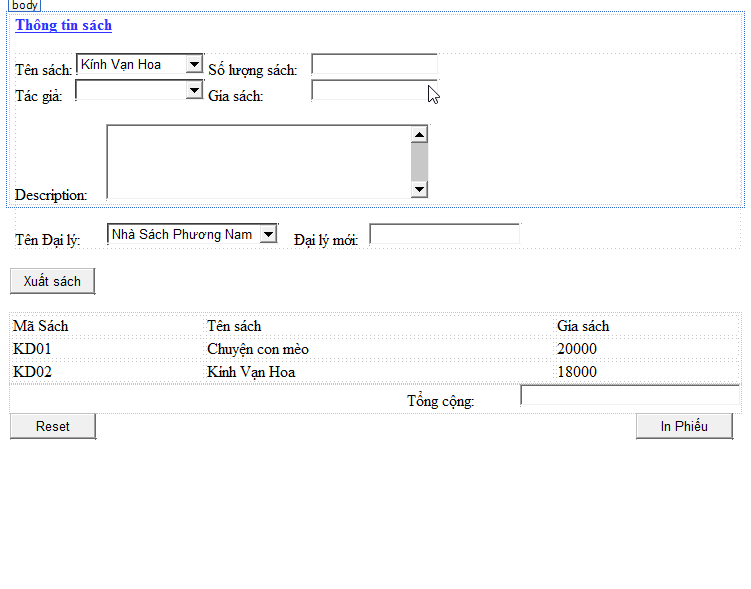 body
Thông tin sách
Tên sách: Kính Vạn Hoa Số lượng sách:
Tác giả: Gía sách:
Description:
Tên Đại lý: Nhà Sách Phương Nam Đại lý mới:
Xuất sách
Mã Sách Tên sách Gía sách
KD01 Chuyện con mèo 20000
KD02 Kính Vạn Hoa 18000
Tổng cộng:
Reset In Phiếu